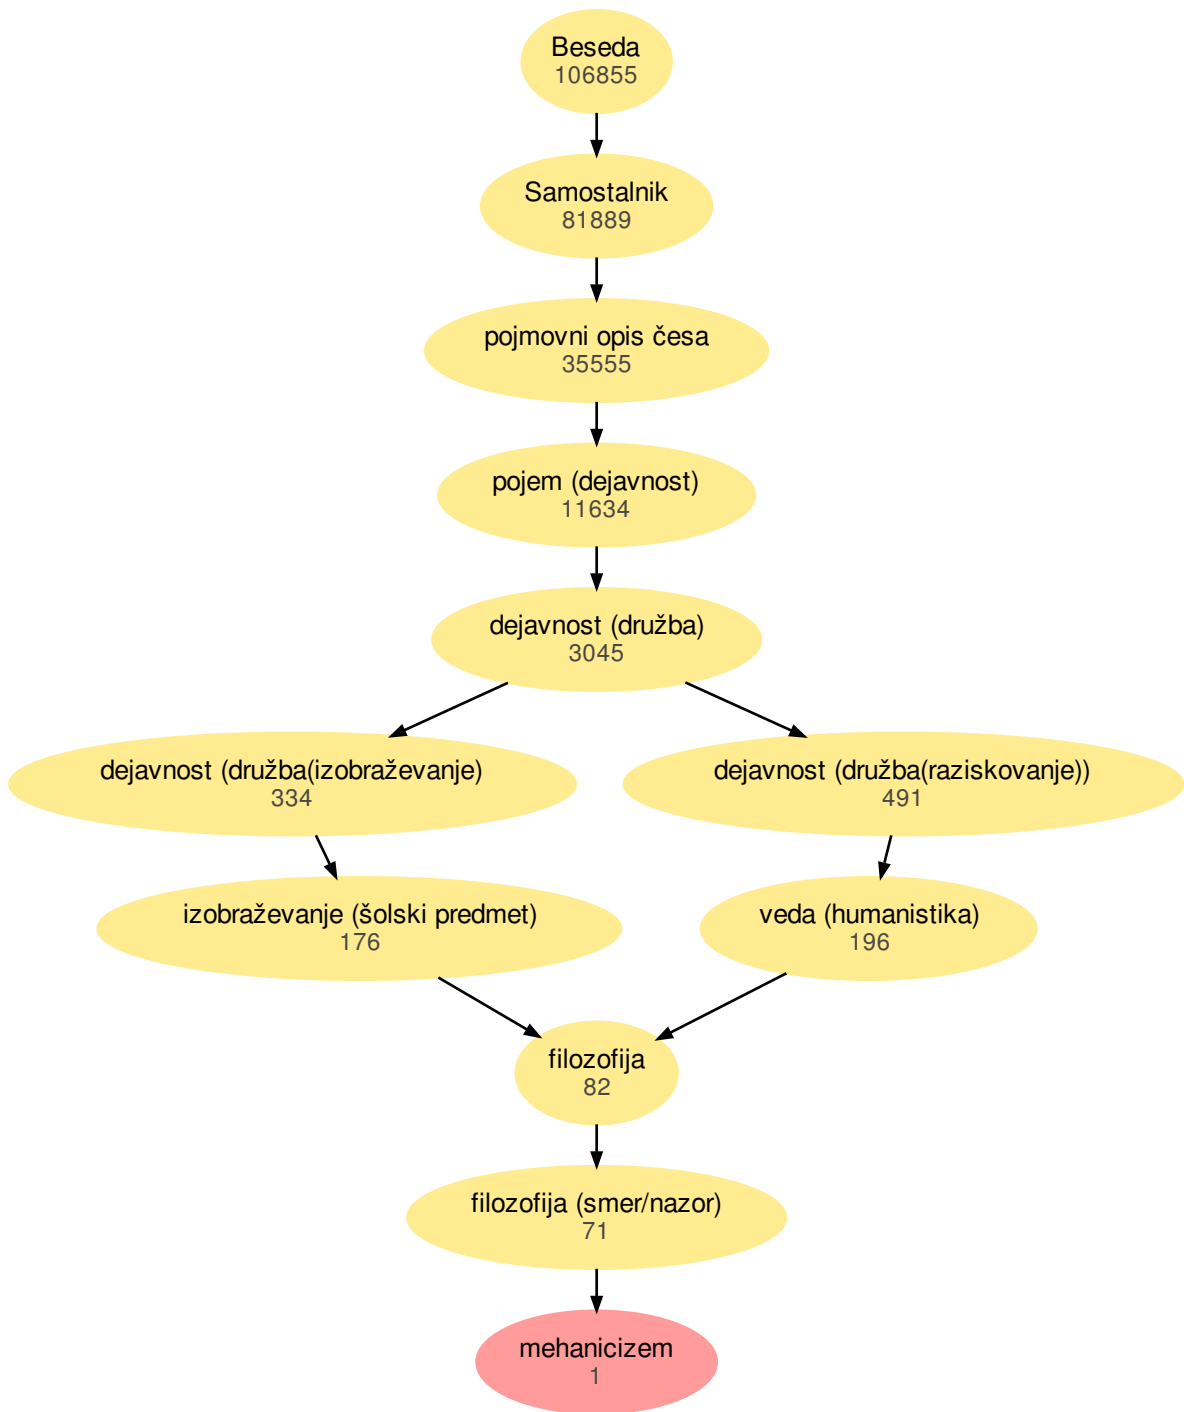 Beseda
106855
Samostalnik
81889
pojmovni opis česa
35555
pojem (dejavnost)
11634
dejavnost (družba)
3045
dejavnost (družba(izobraževanje)
334
dejavnost (družba(raziskovanje))
491
izobraževanje (šolski predmet)
176
veda (humanistika)
196
filozofija
82
filozofija (smer/nazor)
71
mehanicizem
1